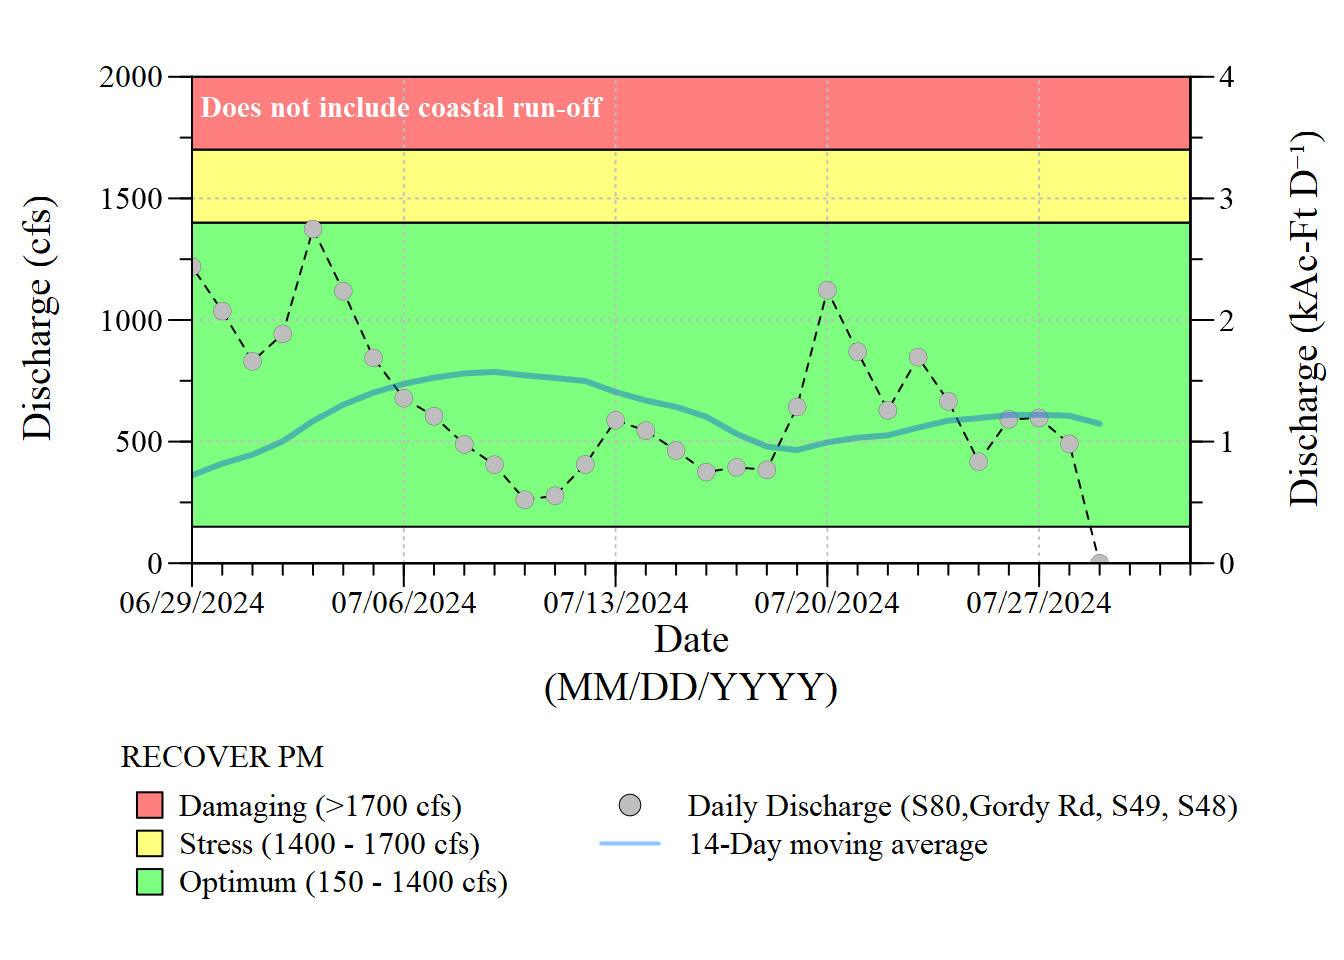 2000
1500
1000
500
0
4
3
2
1
0
Does not include coastal run-off
Discharge (cfs)
Discharge (kAc-Ft D⁻¹)
06/29/2024 07/06/2024 07/13/2024 07/20/2024 07/27/2024
Date
(MM/DD/YYYY)
RECOVER PM
Damaging (>1700 cfs)
Stress (1400 - 1700 cfs)
Optimum (150 - 1400 cfs)
Daily Discharge (S80,Gordy Rd, S49, S48)
14-Day moving average